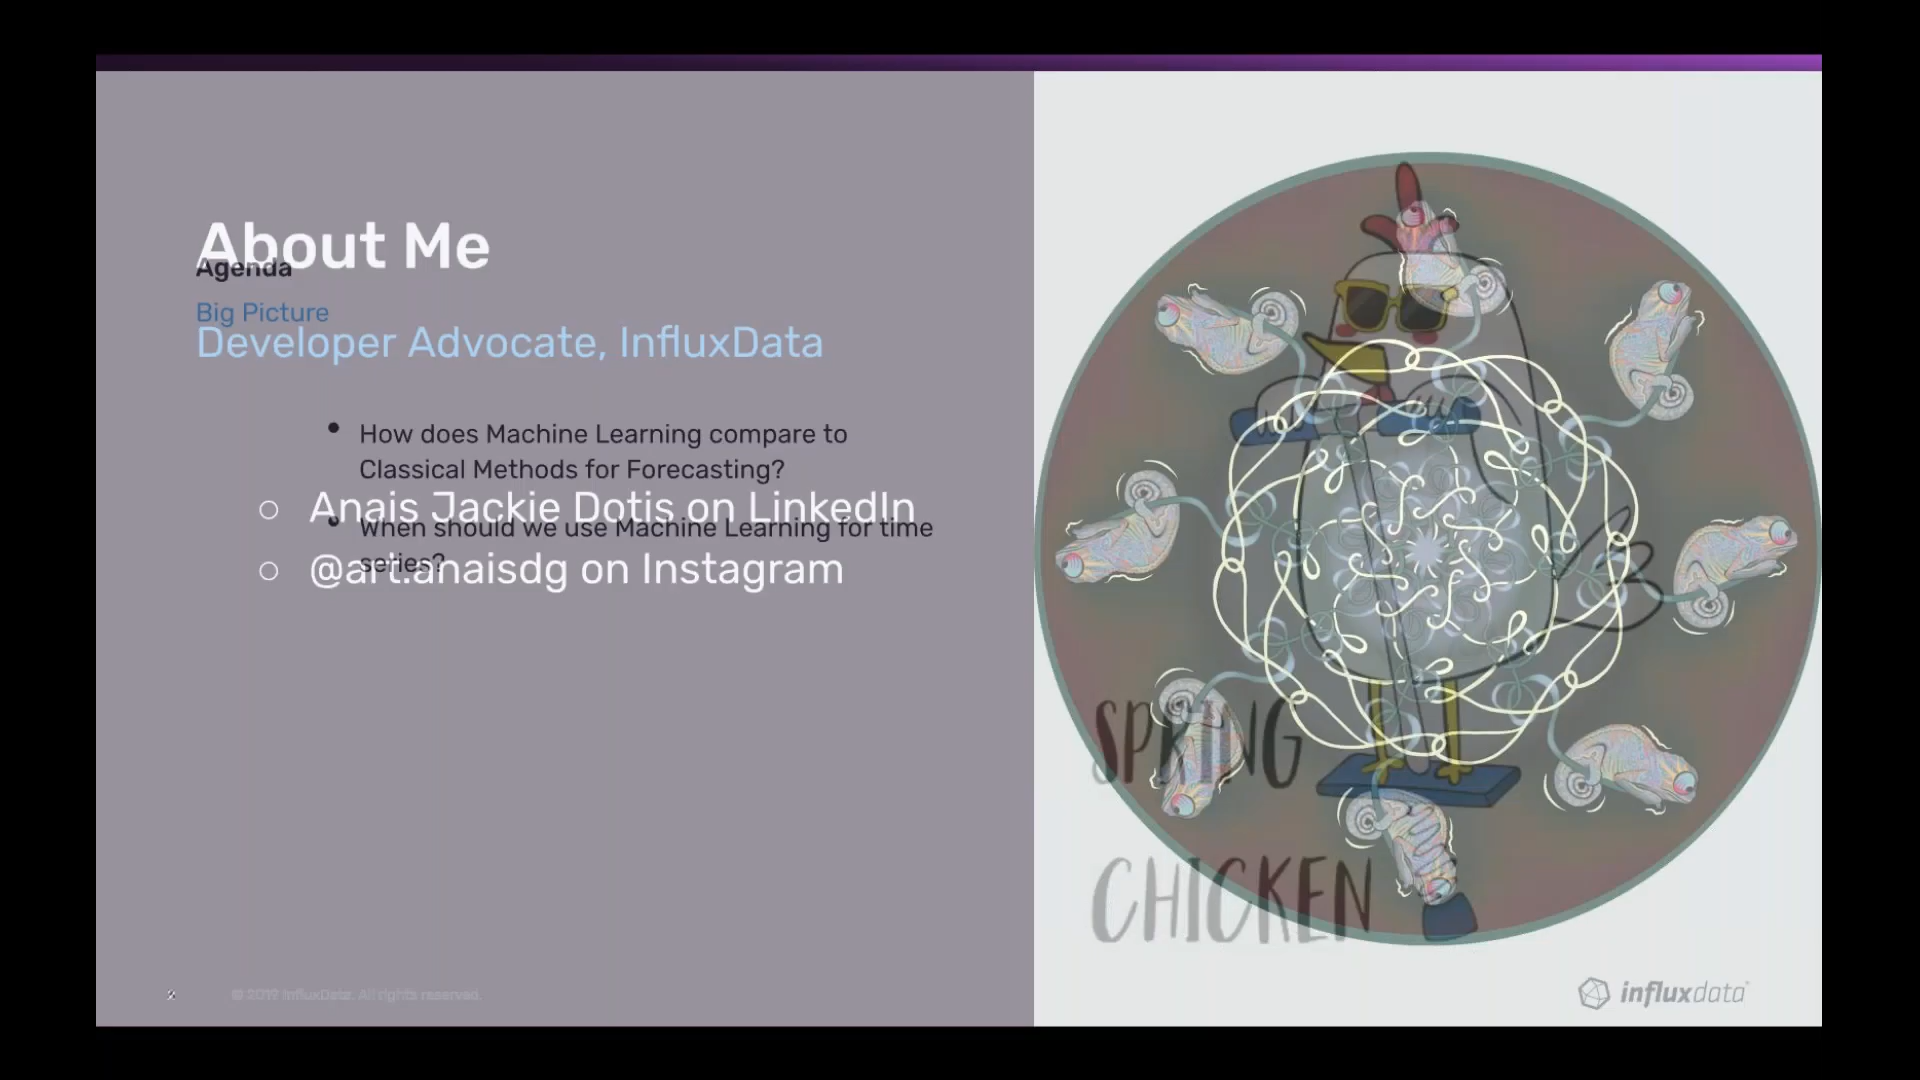 About Me
Agenda
Big Picture
Developer Advocate, InfluxData
How does Machine Learning compare to
Classical Methods for Forecasting?
Anais Jackie Dotis on LinkedIn
When should we use Machine Learning for time
series?
@art.anaisdg on Instagram
SPRING
CHICKEN
© 2019 InfluxData. All rights reserved.
influxdata